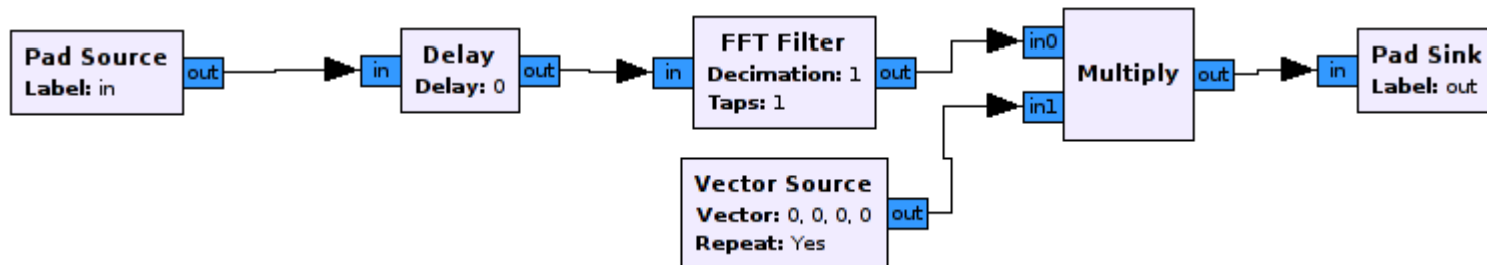 Pad Source
Label: in
out
in
Delay
Delay: 0
out
in
FFT Filter
Decimation: 1
Taps: 1
out
in0
in1
Multiply
out
in
Pad Sink
Label: out
Vector Source
Vector: 0, 0, 0, 0
Repeat: Yes
out